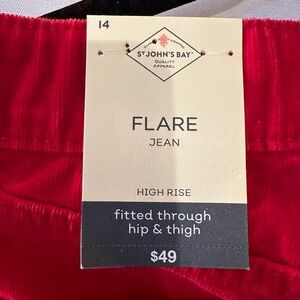 14
ST JOHN'S BAY
QUALITY
APPAREL
FLARE
JEAN
HIGH RISE
fitted through
hip & thigh
$49